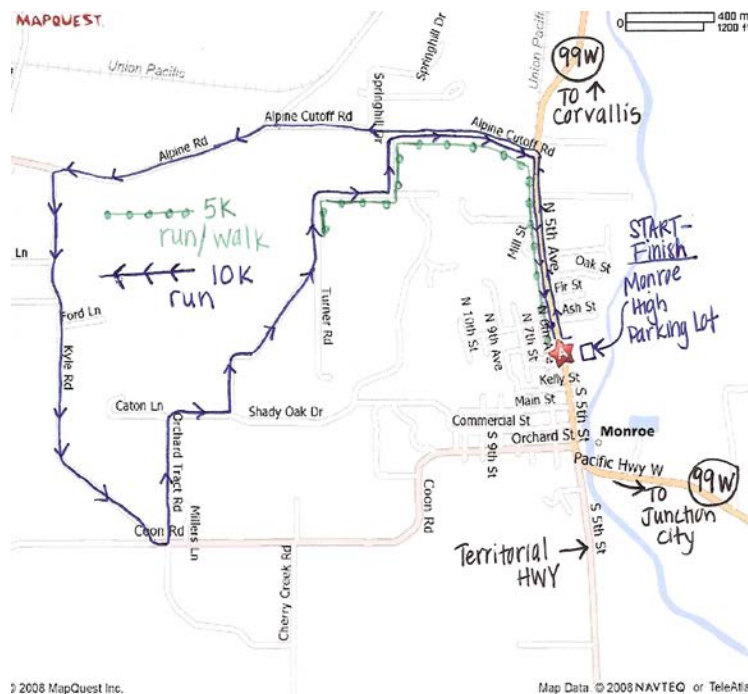 MAPQUEST.
400 m
0
1200 ft
Union Pacific
Springhill Dr
Springhill Dr
Union Pacific
99W
TO
Corvallis
Alpine Cutoff Rd
Alpine Cutoff Rd
Alpine Rd
5K
run/walk
10K
run
N 5th Ave
Mill St
Oak St
Fir St
Ash St
START-
Finish
Monroe
High
Parking Lot
Ln
Ford Ln
Kyle Rd
Turner Rd
N 10th St
N 9th Ave
N 7th St
A
Kelly St
Main St
Caton Ln
Shady Oak Dr
Commercial St
Orchard St
S 5th St
Monroe
Orchard Tract Rd
S 9th St
Pacific Hwy W
99W
TO
Junction
City
Coon Rd
Millers Ln
Coon Rd
Cherry Creek Rd
Territorial
HWY
S 5th St
© 2008 MapQuest Inc.
Map Data © 2008 NAVTEQ or TeleAtla